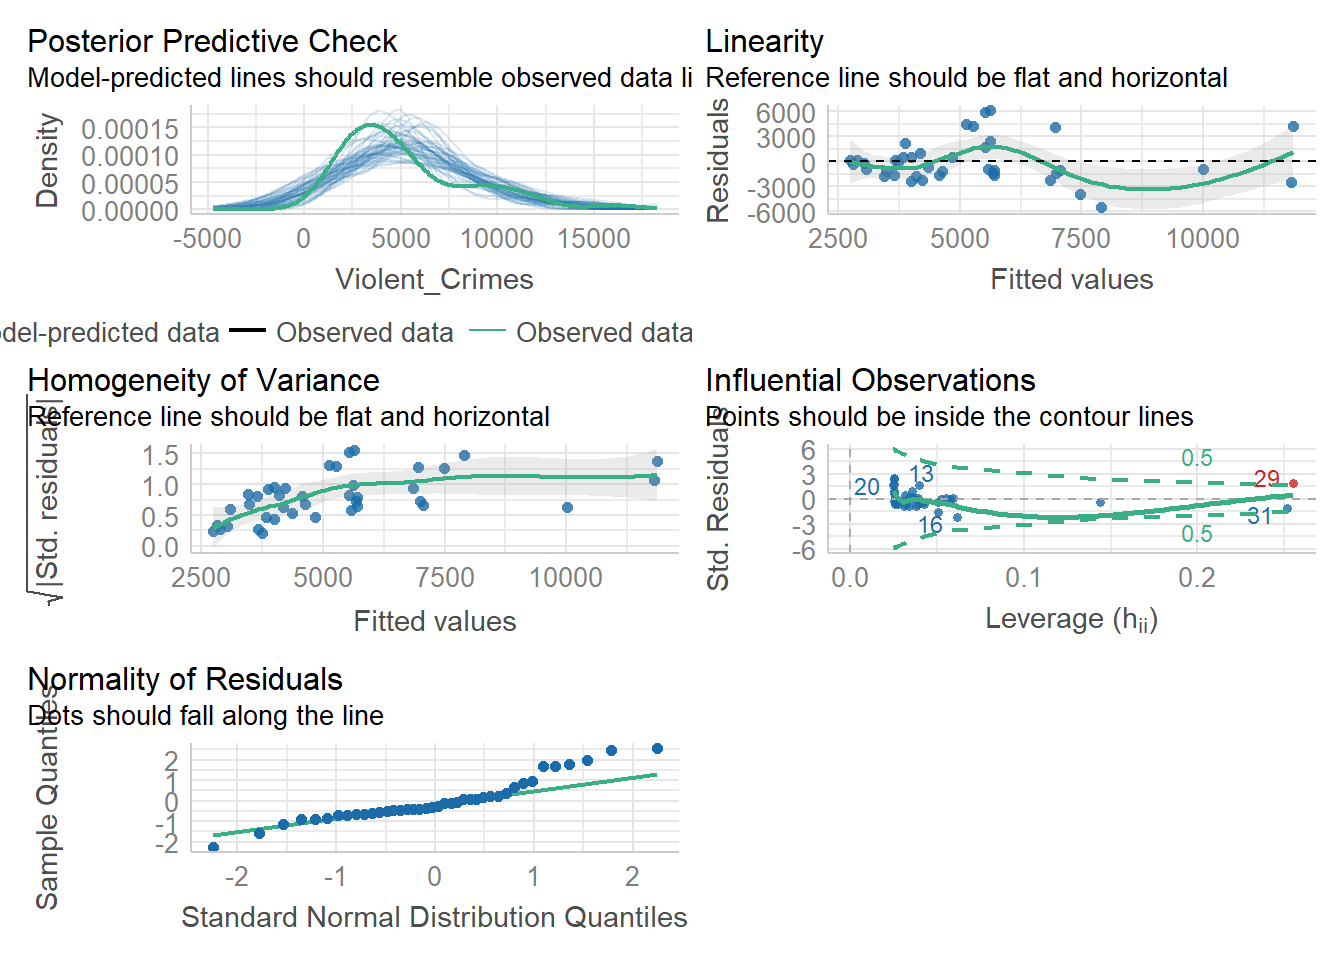 Posterior Predictive Check
Model-predicted lines should resemble observed data li
Density
0.00015
0.00010
0.00005
0.00000
-5000 0 5000 10000 15000
Violent_Crimes
del-predicted data Observed data Observed data
Linearity
Reference line should be flat and horizontal
Residuals
6000
3000
0
-3000
-6000
2500 5000 7500 10000
Fitted values
Homogeneity of Variance
Reference line should be flat and horizontal
√|Std. residuals|
1.5
1.0
0.5
0.0
2500 5000 7500 10000
Fitted values
Influential Observations
Points should be inside the contour lines
Std. Residuals
6
3
0
-3
-6
0.5
29
13
20
16
31
0.5
0.0 0.1 0.2
Leverage (hii)
Normality of Residuals
Dots should fall along the line
Sample Quantiles
2
1
0
-1
-2
-2 -1 0 1 2
Standard Normal Distribution Quantiles